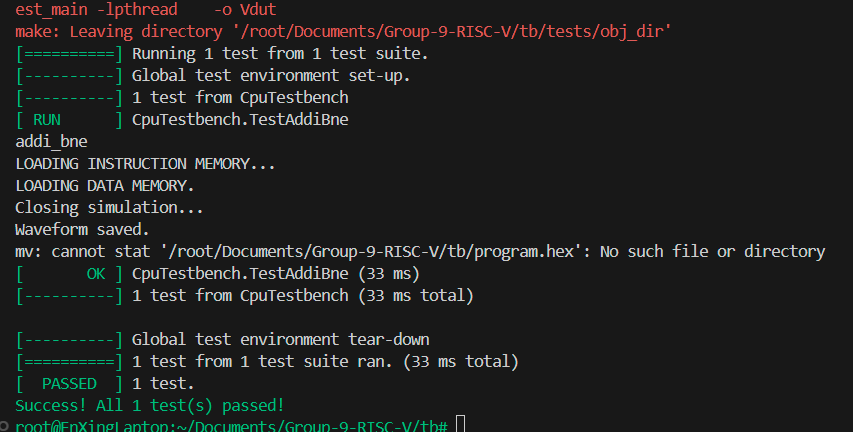 est_main -lpthread    -o Vdut
make: Leaving directory '/root/Documents/Group-9-RISC-V/tb/tests/obj_dir'
[==========] Running 1 test from 1 test suite.
[----------] Global test environment set-up.
[----------] 1 test from CpuTestbench
[ RUN      ] CpuTestbench.TestAddiBne
addi_bne
LOADING INSTRUCTION MEMORY...
LOADING DATA MEMORY.
Closing simulation...
Waveform saved.
mv: cannot stat '/root/Documents/Group-9-RISC-V/tb/program.hex': No such file or directory
[       OK ] CpuTestbench.TestAddiBne (33 ms)
[----------] 1 test from CpuTestbench (33 ms total)

[----------] Global test environment tear-down
[==========] 1 test from 1 test suite ran. (33 ms total)
[  PASSED  ] 1 test.
Success! All 1 test(s) passed!
root@EnXingLaptop:~/Documents/Group-9-RISC-V/tb#